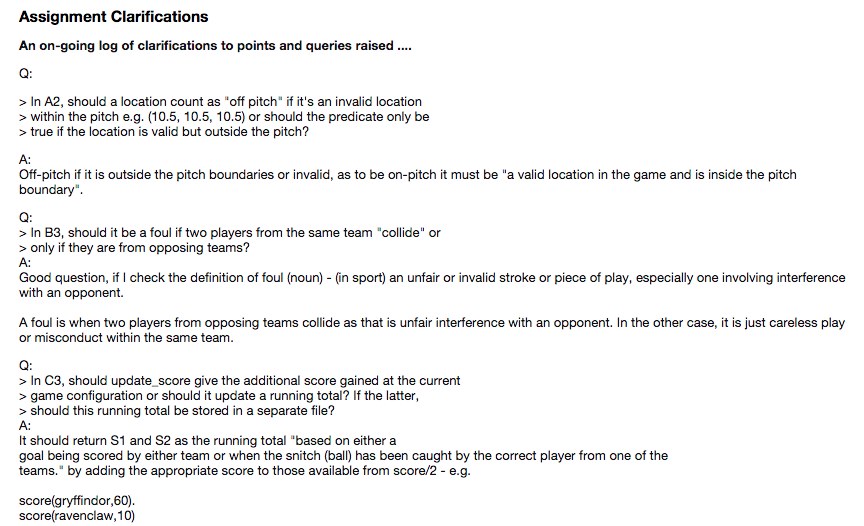 Assignment Clarifications
An on-going log of clarifications to points and queries raised ....
Q:
> In A2, should a location count as "off pitch" if it's an invalid location
> within the pitch e.g. (10.5, 10.5, 10.5) or should the predicate only be
> true if the location is valid but outside the pitch?
A:
Off-pitch if it is outside the pitch boundaries or invalid, as to be on-pitch it must be "a valid location in the game and is inside the pitch
boundary".
Q:
> In B3, should it be a foul if two players from the same team "collide" or
> only if they are from opposing teams?
A:
Good question, if I check the definition of foul (noun) - (in sport) an unfair or invalid stroke or piece of play, especially one involving interference
with an opponent.
A foul is when two players from opposing teams collide as that is unfair interference with an opponent. In the other case, it is just careless play
or misconduct within the same team.
Q:
> In C3, should update_score give the additional score gained at the current
> game configuration or should it update a running total? If the latter,
> should this running total be stored in a separate file?
A:
It should return S1 and S2 as the running total "based on either a
goal being scored by either team or when the snitch (ball) has been caught by the correct player from one of the
teams." by adding the appropriate score to those available from score/2 - e.g.
score(gryffindor,60).
score(ravenclaw,10)